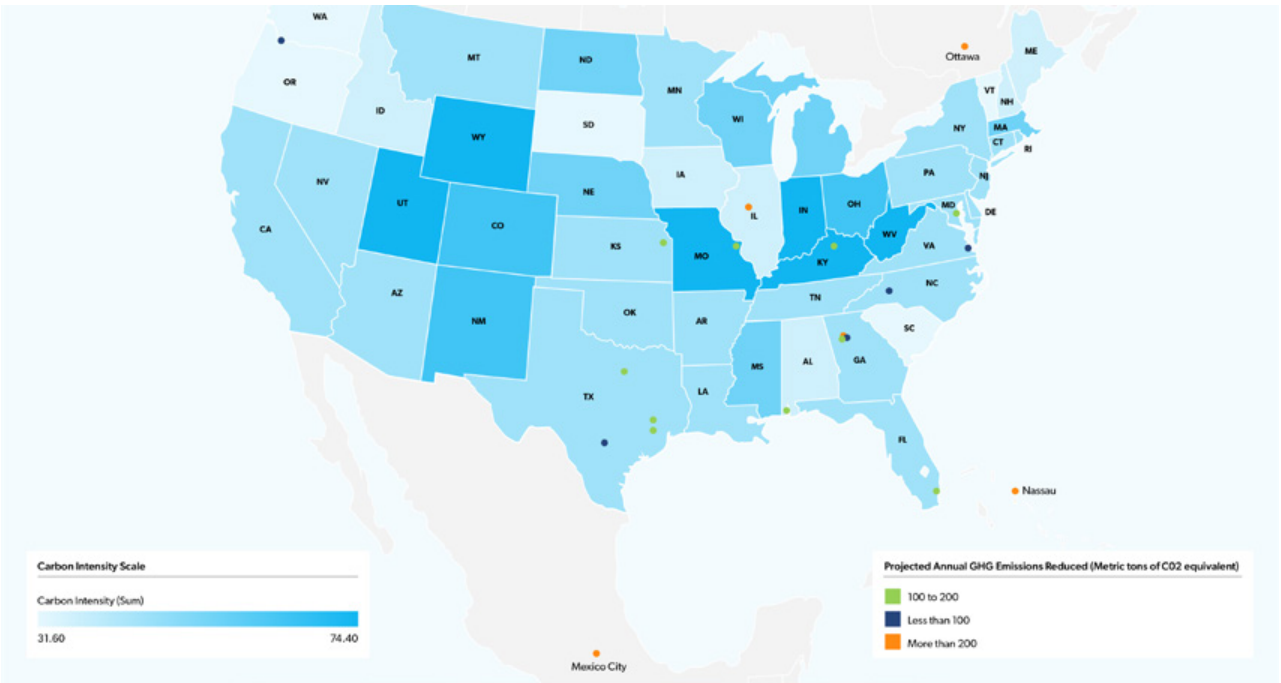 WA
Ottawa
ME
MT
ND
OR
VT
MN
NH
ID
WI
SD
NY
MA
WY
CT
RI
IA
PA
NJ
NV
NE
UT
IL
IN
OH
MD
DE
CO
WV
CA
KS
MO
VA
KY
AZ
NC
TN
OK
NM
AR
SC
GA
AL
MS
TX
LA
FL
Nassau
Carbon Intensity Scale
Carbon Intensity (Sum)
31.60 74.40
Projected Annual GHG Emissions Reduced (Metric tons of C02 equivalent)
100 to 200
Less than 100
More than 200
Mexico City